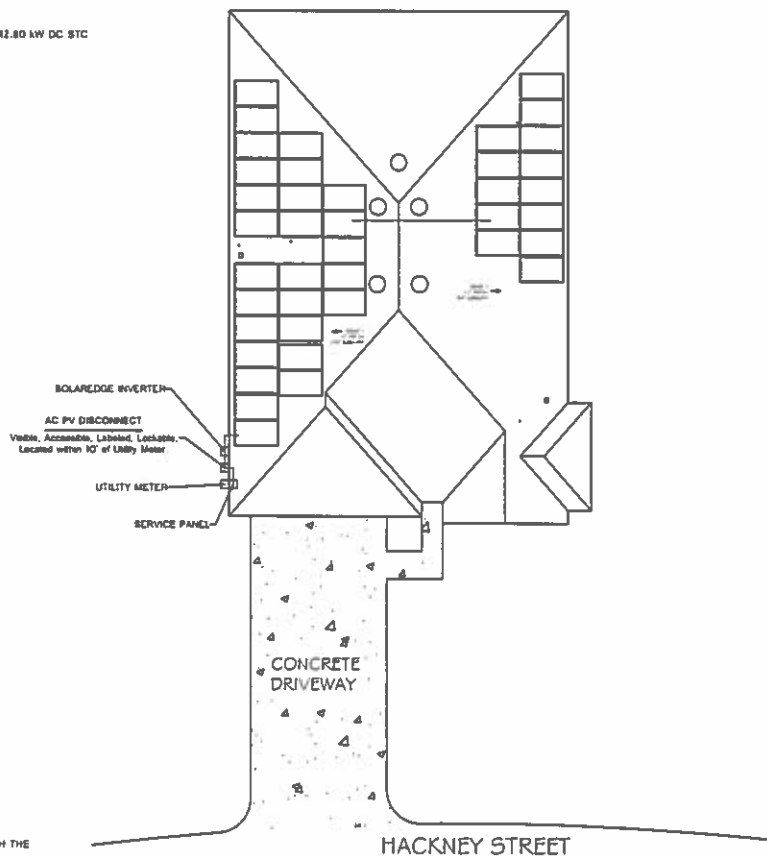 12.80 kW DC STC
SOLAREDGE INVERTER
AC PV DISCONNECT
Visible, Accessible, Labeled, Lockable,
Located within 10' of Utility Meter
UTILITY METER
SERVICE PANEL
CONCRETE
DRIVEWAY
THE
HACKNEY STREET